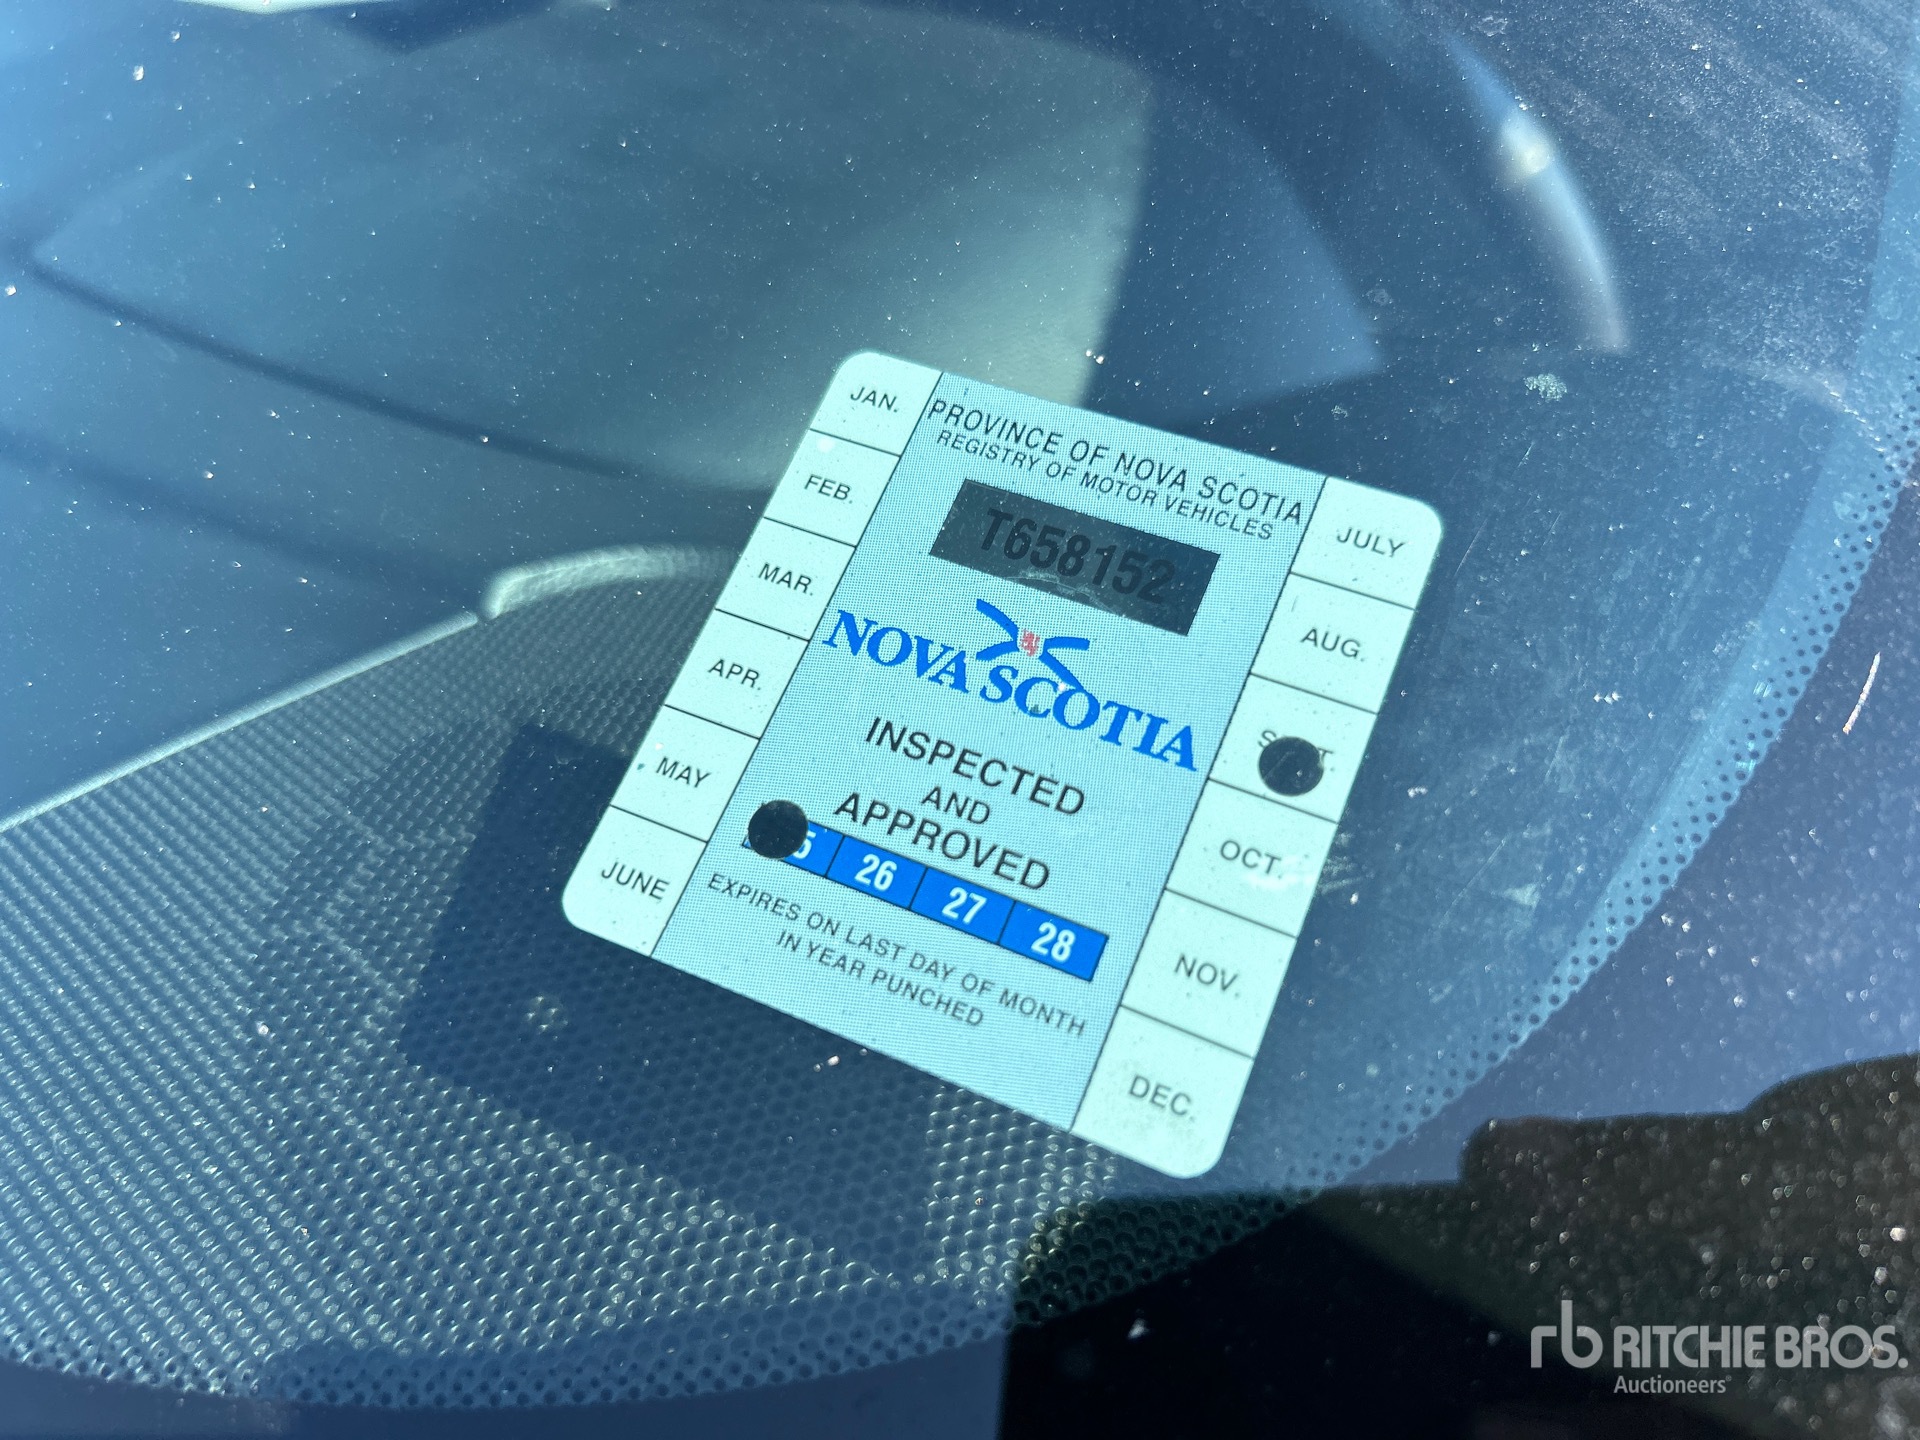 PROVINCE OF NOVA SCOTIA
REGISTRY OF MOTOR VEHICLES
T658152
NOVA SCOTIA
INSPECTED
AND
APPROVED
26 27 28
EXPIRES ON LAST DAY OF MONTH
IN YEAR PUNCHED
JAN.
FEB.
MAR.
APR.
MAY
JUNE
JULY
AUG.
OCT.
NOV.
DEC.
rb RITCHIE BROS.
Auctioneers